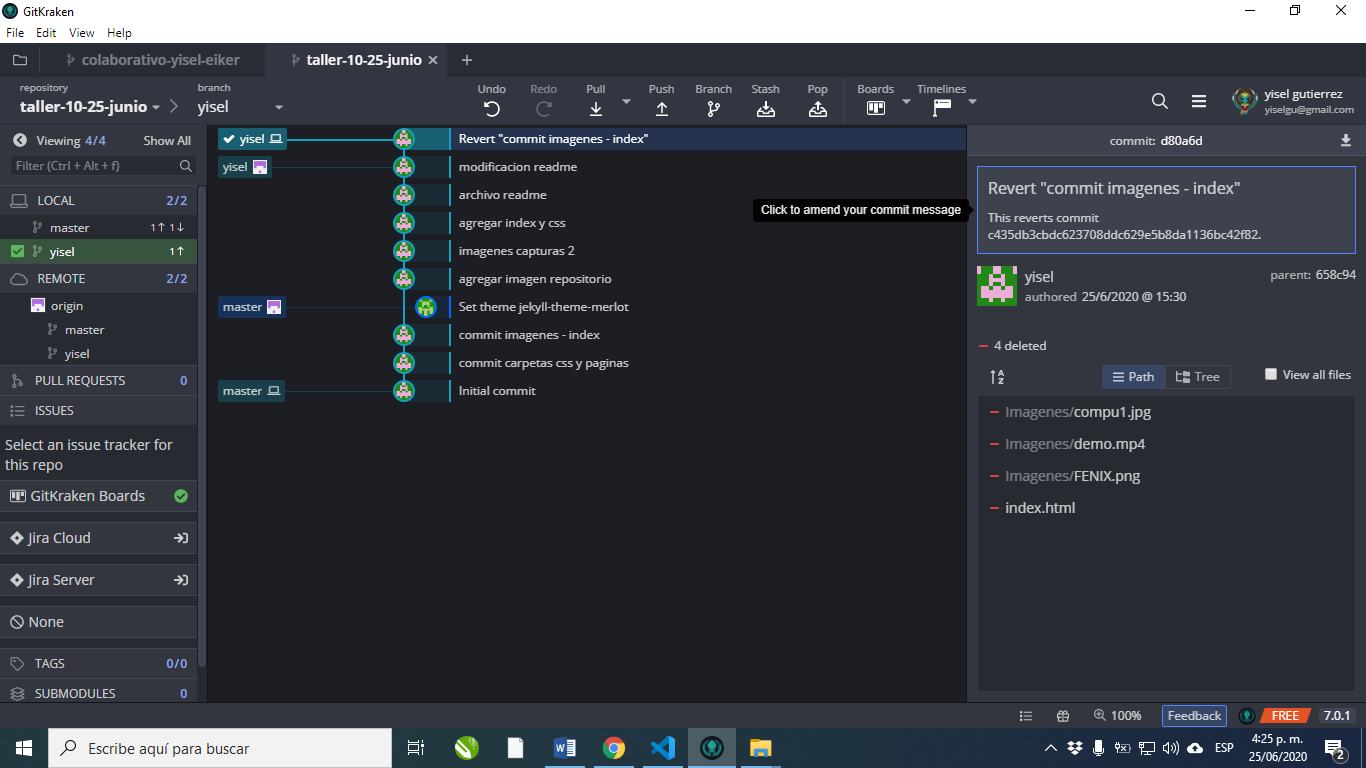 GitKraken
File Edit View Help
colaborativo-yisel-eiker
taller-10-25-junio
repository
taller-10-25-junio
branch
yisel
Undo
Redo
Pull
Push
Branch
Stash
Pop
Boards
Timelines
yisel gutierrez
yiselgu@gmail.com
Viewing 4/4 Show All
Filter (Ctrl + Alt + f)
LOCAL 2/2
master 1↑ 1↓
yisel 1↑
REMOTE 2/2
origin
master
yisel
PULL REQUESTS 0
ISSUES
Select an issue tracker for
this repo
GitKraken Boards
Jira Cloud
Jira Server
None
TAGS 0/0
SUBMODULES 0
yisel Revert "commit imagenes - index"
yisel modificacion readme
archivo readme
agregar index y css
imagenes capturas 2
agregar imagen repositorio
master Set theme jekyll-theme-merlot
commit imagenes - index
commit carpetas css y paginas
master Initial commit
Click to amend your commit message
commit: d80a6d
Revert "commit imagenes - index"
This reverts commit
c435db3cbdc623708ddc629e5b8da1136bc42f82.
yisel
authored 25/6/2020 @ 15:30
parent: 658c94
4 deleted
Path
Tree
View all files
Imagenes/compu1.jpg
Imagenes/demo.mp4
Imagenes/FENIX.png
index.html
100%
Feedback
FREE
7.0.1
Escribe aquí para buscar
ESP
4:25 p. m.
25/06/2020
2